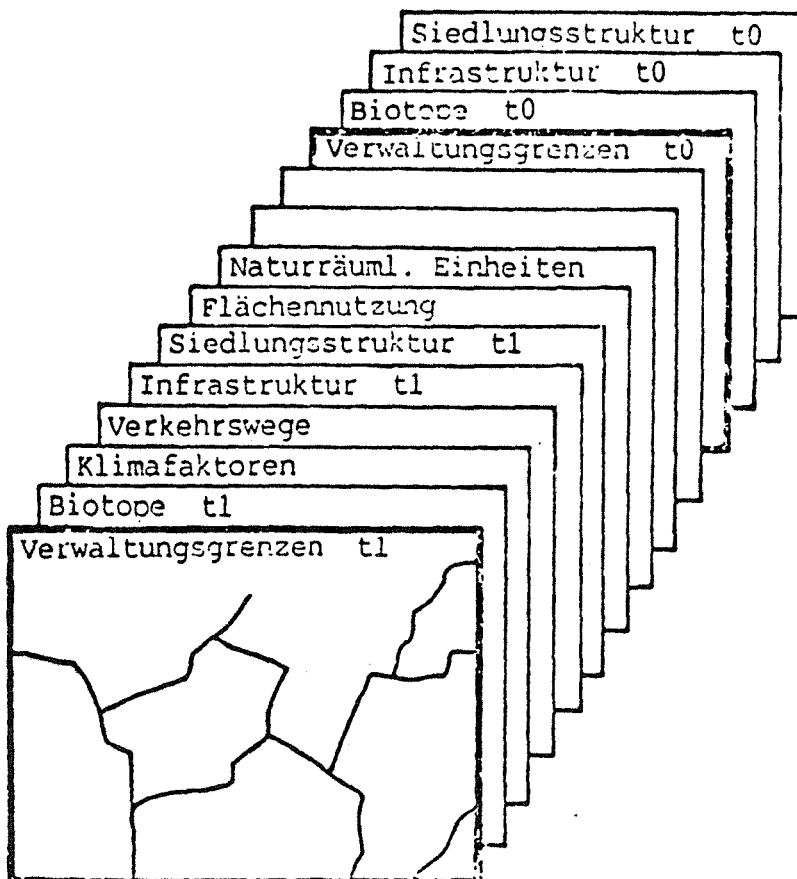 Siedlungsstruktur t0
Infrastruktur t0
Biotope t0
Verwaltungsgrenzen t0
Naturräuml. Einheiten
Flächennutzung
Siedlungsstruktur t1
Infrastruktur t1
Verkehrswege
Klimafaktoren
Biotope t1
Verwaltungsgrenzen t1